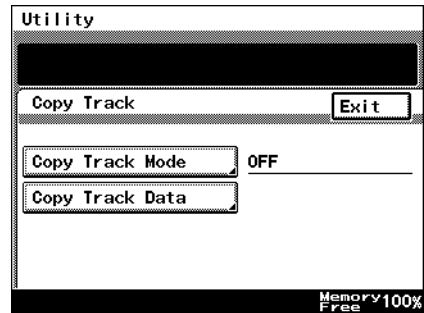 Utility
Copy Track
Exit
Copy Track Mode
OFF
Copy Track Data
Memory
Free 100%